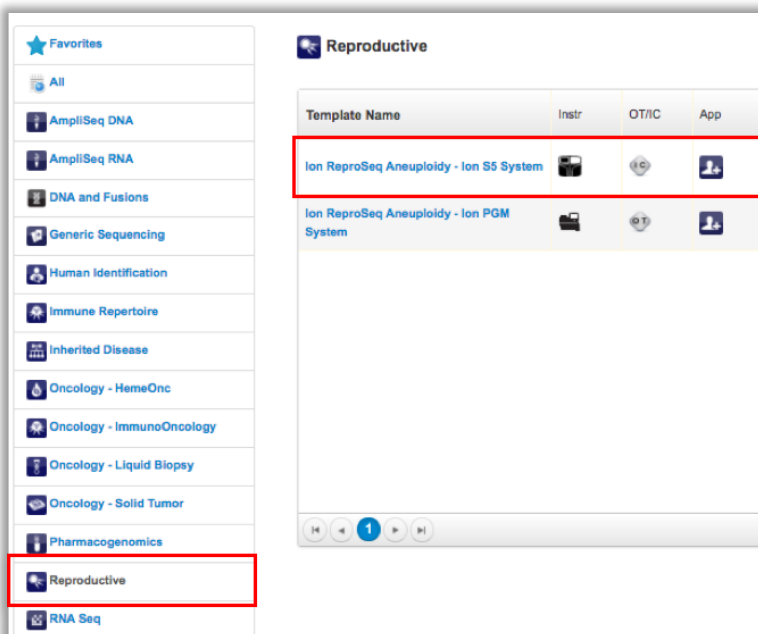 Favorites
All
AmpliSeq DNA
AmpliSeq RNA
DNA and Fusions
Generic Sequencing
Human Identification
Immune Repertoire
Inherited Disease
Oncology - HemeOnc
Oncology - ImmunoOncology
Oncology - Liquid Biopsy
Oncology - Solid Tumor
Pharmacogenomics
Reproductive
RNA Seq
Reproductive
Template Name Instr OT/IC App
Ion ReproSeq Aneuploidy - Ion S5 System IC
Ion ReproSeq Aneuploidy - Ion PGM
System OT
1